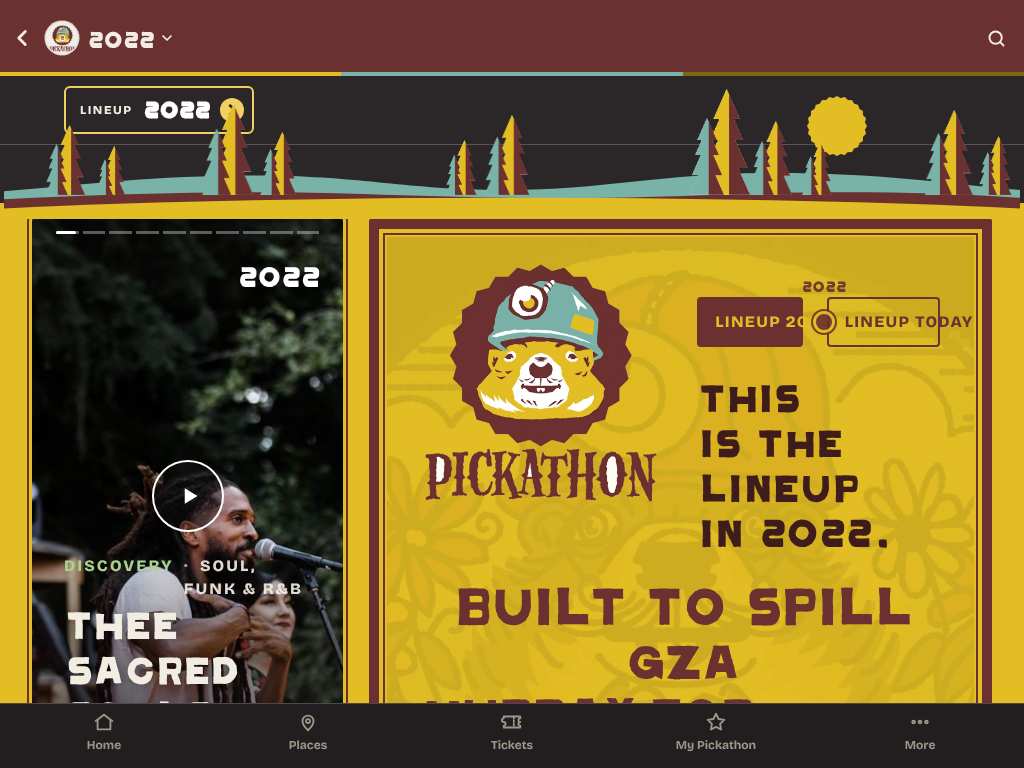 2022
LINEUP 2022
2022
DISCOVERY · SOUL,
FUNK & R&B
THEE
SACRED
PICKATHON
2022
LINEUP 20
LINEUP TODAY
THIS
IS THE
LINEUP
IN 2022.
BUILT TO SPILL
GZA
Home
Places
Tickets
My Pickathon
More